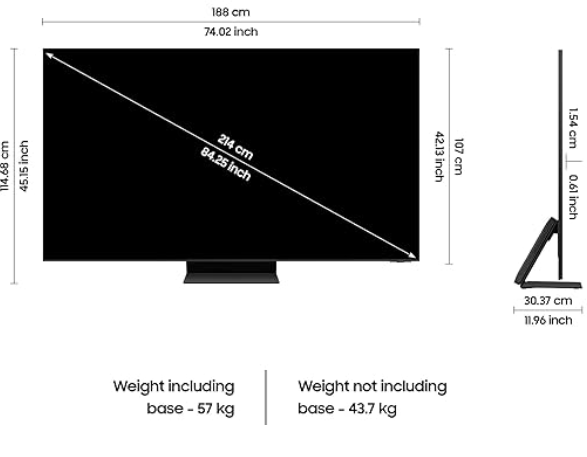 188 cm
74.02 inch
214 cm
84.25 inch
114.68 cm
45.15 inch
42.13 inch
107 cm
1.54 cm
0.61 inch
30.37 cm
11.96 inch
Weight including
base - 57 kg
Weight not including
base - 43.7 kg